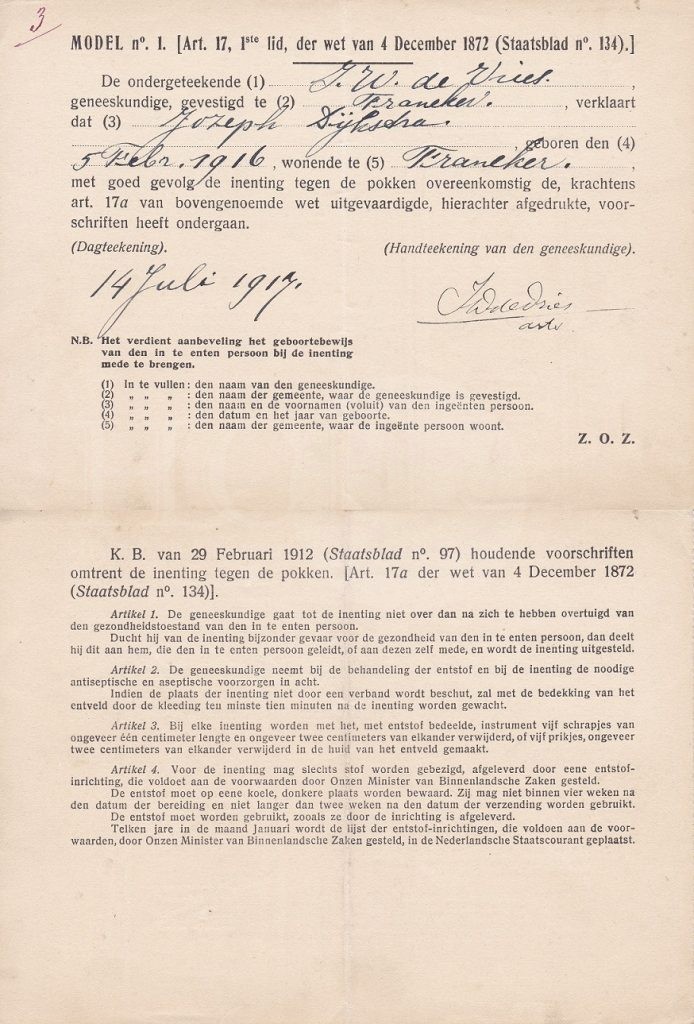 3
MODEL nº. 1. [Art. 17, 1ste lid, der wet van 4 December 1872 (Staatsblad nº. 134).]
De ondergeteekende (1) J. W. de Vries. ,
geneeskundige, gevestigd te (2) Franeker. , verklaart
dat (3) Jozeph Dijkstra.
, geboren den (4)
5 Febr. 1916 , wonende te (5) Franeker. ,
met goed gevolg de inenting tegen de pokken overeenkomstig de, krachtens
art. 17a van bovengenoemde wet uitgevaardigde, hierachter afgedrukte, voor-
schriften heeft ondergaan.
(Dagteekening). (Handteekening van den geneeskundige).
14 Juli 1917. JWdeVries
arts.
N.B. Het verdient aanbeveling het geboortebewijs
van den in te enten persoon bij de inenting
mede te brengen.
(1) In te vullen : den naam van den geneeskundige.
(2) „ „ „ : den naam der gemeente, waar de geneeskundige is gevestigd.
(3) „ „ „ : den naam en de voornamen (voluit) van den ingeënten persoon.
(4) „ „ „ : den datum en het jaar van geboorte.
(5) „ „ „ : den naam der gemeente, waar de ingeënte persoon woont.
Z. O. Z.
K. B. van 29 Februari 1912 (Staatsblad nº. 97) houdende voorschriften
omtrent de inenting tegen de pokken. [Art. 17a der wet van 4 December 1872
(Staatsblad nº. 134)].
Artikel 1. De geneeskundige gaat tot de inenting niet over dan na zich te hebben overtuigd van
den gezondheidstoestand van den in te enten persoon.
Ducht hij van de inenting bijzonder gevaar voor de gezondheid van den in te enten persoon, dan deelt
hij dit aan hem, die den in te enten persoon geleidt, of aan dezen zelf mede, en wordt de inenting uitgesteld.
Artikel 2. De geneeskundige neemt bij de behandeling der entstof en bij de inenting de noodige
antiseptische en aseptische voorzorgen in acht.
Indien de plaats der inenting niet door een verband wordt beschut, zal met de bedekking van het
entveld door de kleeding ten minste tien minuten na de inenting worden gewacht.
Artikel 3. Bij elke inenting worden met het, met entstof bedeelde, instrument vijf schrapjes van
ongeveer één centimeter lengte en ongeveer twee centimeters van elkander verwijderd, of vijf prikjes, ongeveer
twee centimeters van elkander verwijderd in de huid van het entveld gemaakt.
Artikel 4. Voor de inenting mag slechts stof worden gebezigd, afgeleverd door eene entstof-
inrichting, die voldoet aan de voorwaarden door Onzen Minister van Binnenlandsche Zaken gesteld.
De entstof moet op eene koele, donkere plaats worden bewaard. Zij mag niet binnen vier weken na
den datum der bereiding en niet langer dan twee weken na den datum der verzending worden gebruikt.
De entstof moet worden gebruikt, zooals ze door de inrichting is afgeleverd.
Telken jare in de maand Januari wordt de lijst der entstof-inrichtingen, die voldoen aan de voor-
waarden, door Onzen Minister van Binnenlandsche Zaken gesteld, in de Nederlandsche Staatscourant geplaatst.